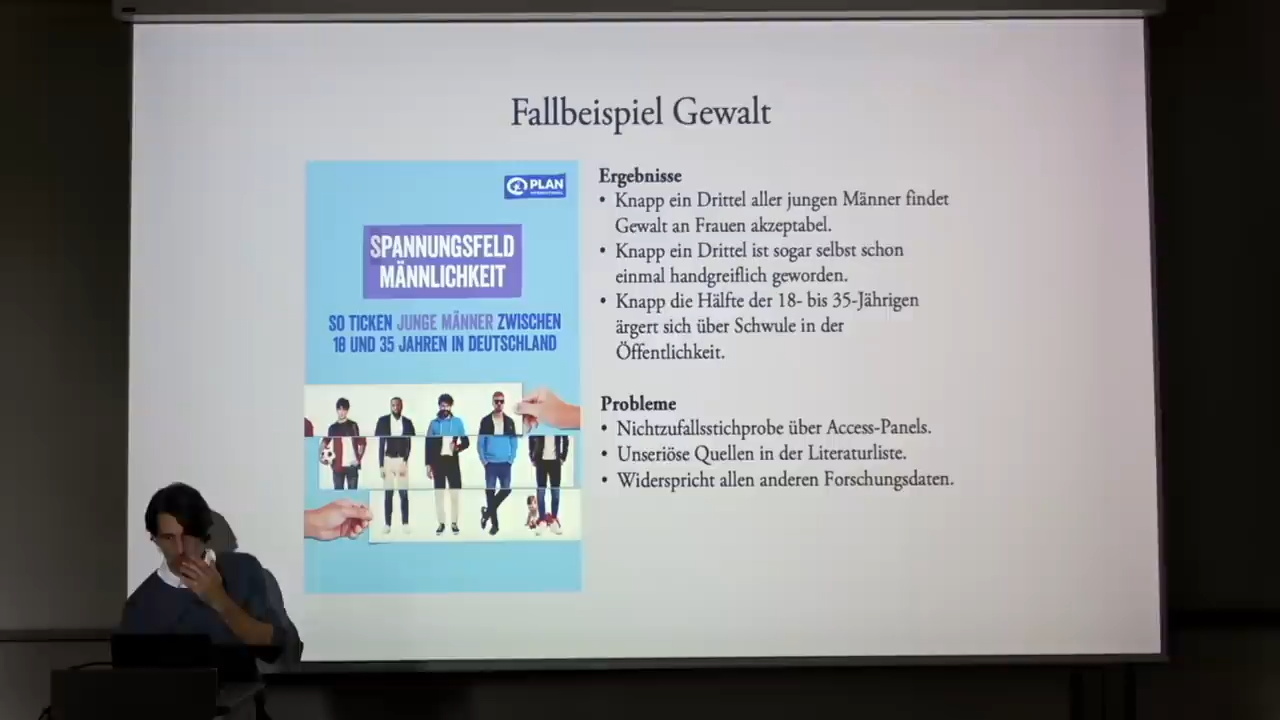 Fallbeispiel Gewalt
PLAN
INTERNATIONAL
SPANNUNGSFELD
MÄNNLICHKEIT
SO TICKEN JUNGE MÄNNER ZWISCHEN
18 UND 35 JAHREN IN DEUTSCHLAND
Ergebnisse
• Knapp ein Drittel aller jungen Männer findet
Gewalt an Frauen akzeptabel.
• Knapp ein Drittel ist sogar selbst schon
einmal handgreiflich geworden.
• Knapp die Hälfte der 18- bis 35-Jährigen
ärgert sich über Schwule in der
Öffentlichkeit.
Probleme
• Nichtzufallsstichprobe über Access-Panels.
• Unseriöse Quellen in der Literaturliste.
• Widerspricht allen anderen Forschungsdaten.